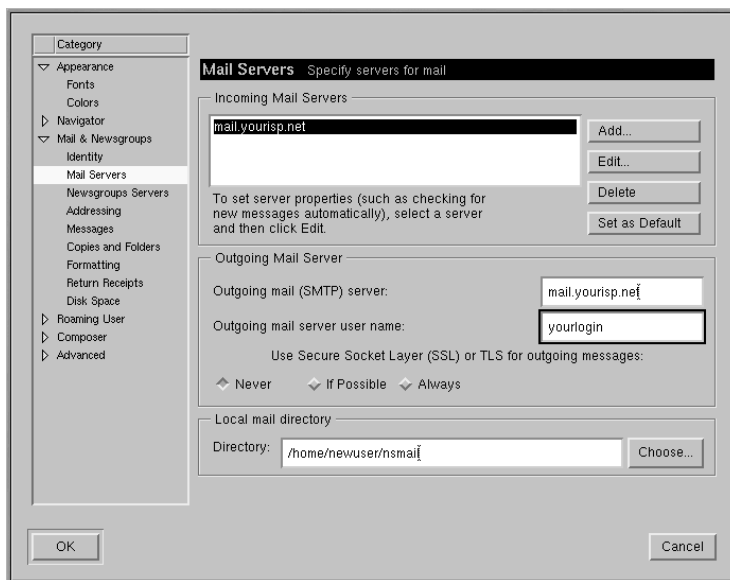 Category
Appearance
Fonts
Colors
Navigator
Mail & Newsgroups
Identity
Mail Servers
Newsgroups Servers
Addressing
Messages
Copies and Folders
Formatting
Return Receipts
Disk Space
Roaming User
Composer
Advanced
Mail Servers Specify servers for mail
Incoming Mail Servers
mail.yourisp.net
Add...
Edit...
Delete
Set as Default
To set server properties (such as checking for
new messages automatically), select a server
and then click Edit.
Outgoing Mail Server
Outgoing mail (SMTP) server: mail.yourisp.net
Outgoing mail server user name: yourlogin
Use Secure Socket Layer (SSL) or TLS for outgoing messages:
Never If Possible Always
Local mail directory
Directory: /home/newuser/nsmail Choose...
OK Cancel